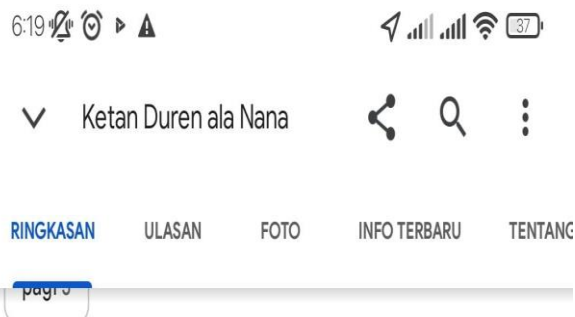 6:19 37
Ketan Duren ala Nana
RINGKASAN ULASAN FOTO INFO TERBARU TENTANG